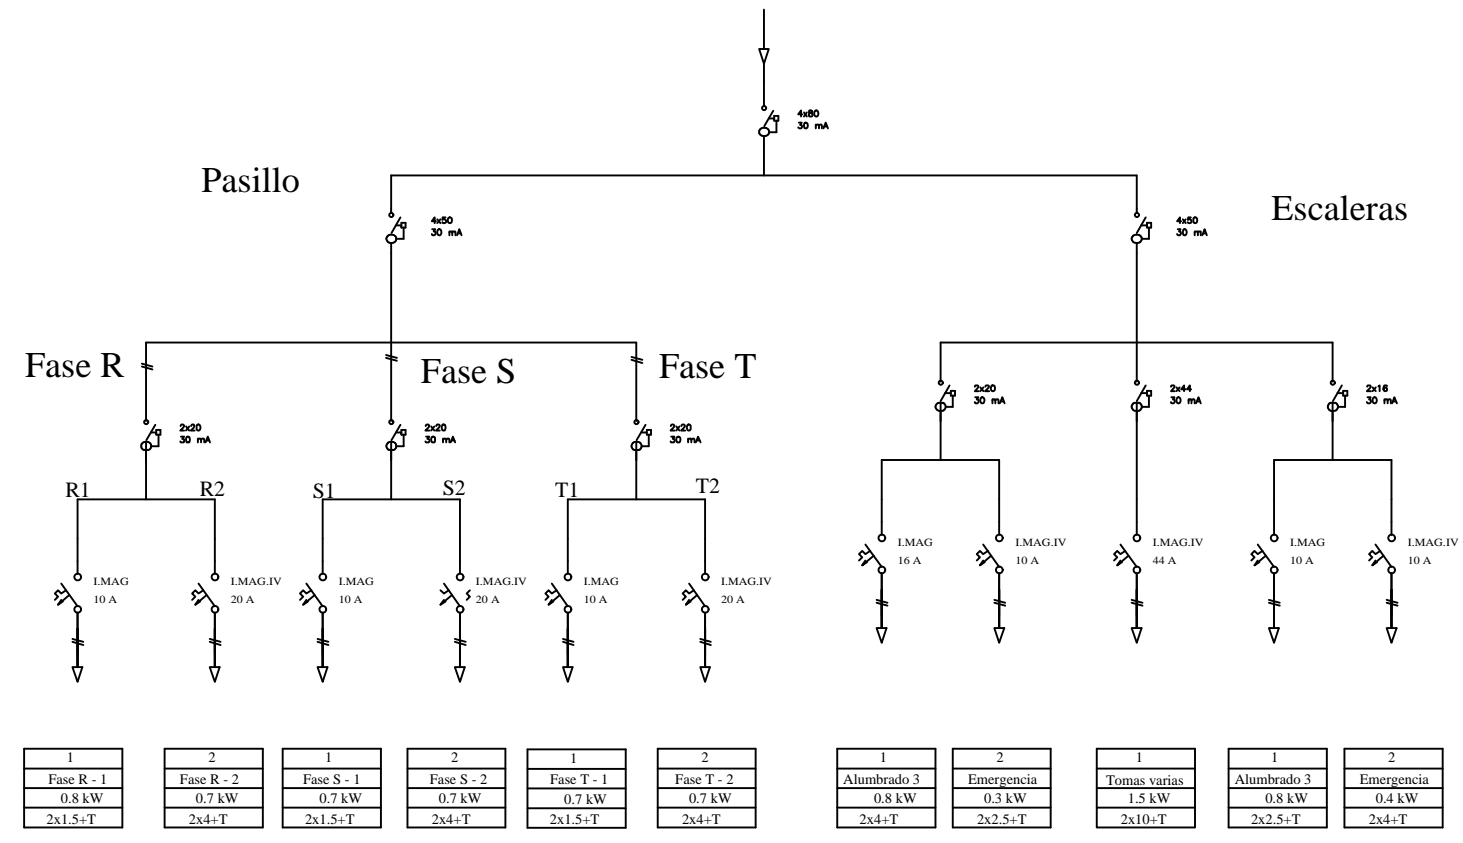 4x80
30 mA
Pasillo
Escaleras
4x50
30 mA
4x50
30 mA
Fase R
Fase S
Fase T
2x20
30 mA
2x20
30 mA
2x20
30 mA
2x20
30 mA
2x44
30 mA
2x16
30 mA
R1
R2
S1
S2
T1
T2
I.MAG
10 A
I.MAG.IV
20 A
I.MAG
10 A
I.MAG.IV
20 A
I.MAG
10 A
I.MAG.IV
20 A
I.MAG
16 A
I.MAG.IV
10 A
I.MAG.IV
44 A
I.MAG
10 A
I.MAG.IV
10 A
1
Fase R - 1
0.8 kW
2x1.5+T
2
Fase R - 2
0.7 kW
2x4+T
1
Fase S - 1
0.7 kW
2x1.5+T
2
Fase S - 2
0.7 kW
2x4+T
1
Fase T - 1
0.7 kW
2x1.5+T
2
Fase T - 2
0.7 kW
2x4+T
1
Alumbrado 3
0.8 kW
2x4+T
2
Emergencia
0.3 kW
2x2.5+T
1
Tomas varias
1.5 kW
2x10+T
1
Alumbrado 3
0.8 kW
2x2.5+T
2
Emergencia
0.4 kW
2x4+T